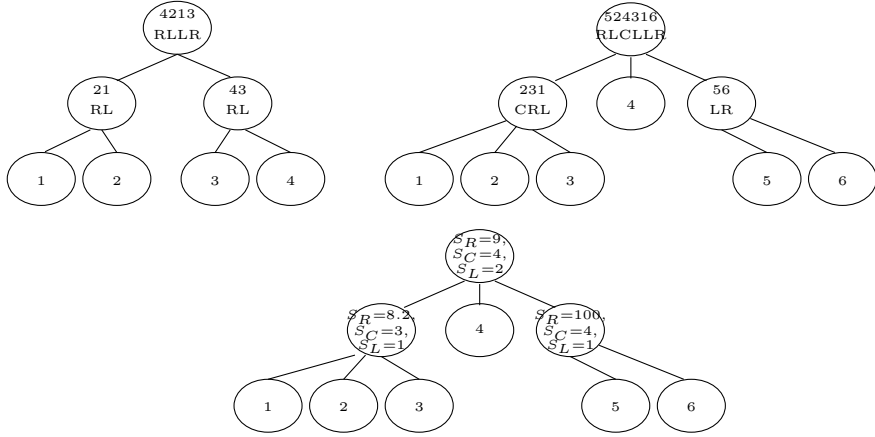 4213
RLLR
21
RL
43
RL
1
2
3
4
524316
RLCLLR
231
CRL
4
56
LR
1
2
3
5
6
S_R=9,
S_C=4,
S_L=2
S_R=8.2,
S_C=3,
S_L=1
4
S_R=100,
S_C=4,
S_L=1
1
2
3
5
6